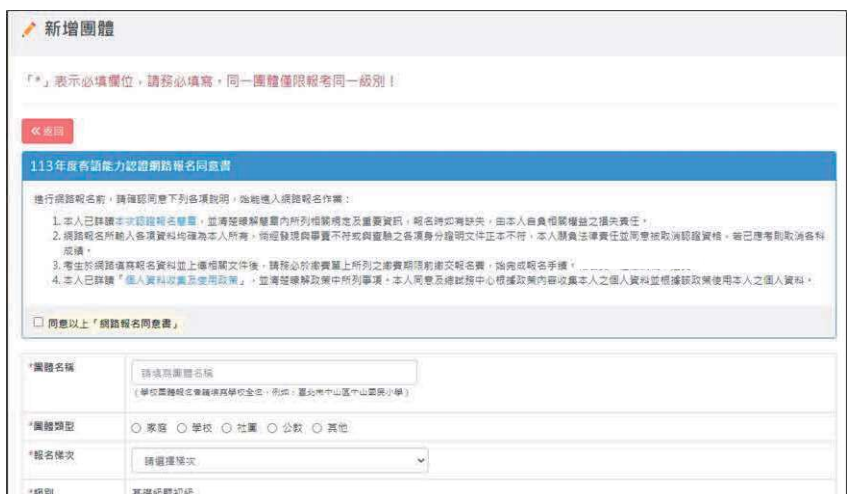 新增團體
「*」表示必填欄位，請務必填寫，同一團體僅限報考同一級別！
返回
113年度客語能力認證網路報名同意書
進行網路報名前，請確認同意下列各項說明，始能進入網路報名作業：
1. 本人已詳讀本次認證報名簡章，並清楚瞭解簡章內所列相關規定及重要資訊，報名時如有缺失，由本人自負相關權益之損失責任。
2. 網路報名所輸入各項資料均確為本人所有，倘經發現與事實不符或與查驗之各項身分證明文件正本不符，本人願負法律責任並同意被取消認證資格，若已應考則取消各科
成績。
3. 考生於網路填寫報名資料並上傳相關文件後，請務必於繳費單上所列之繳費期限前繳交報名費，始完成報名手續。
4. 本人已詳讀「個人資料收集及使用政策」，並清楚瞭解政策中所列事項。本人同意及總試務中心根據政策內容收集本人之個人資料並根據該政策使用本人之個人資料。
同意以上「網路報名同意書」
*團體名稱
請填寫團體名稱
(學校團體報名者請填寫學校全名，例如：臺北市中山區中山國民小學)
*團體類型
家庭 學校 社團 公教 其他
*報名梯次
請選擇梯次
*級別
基礎級暨初級